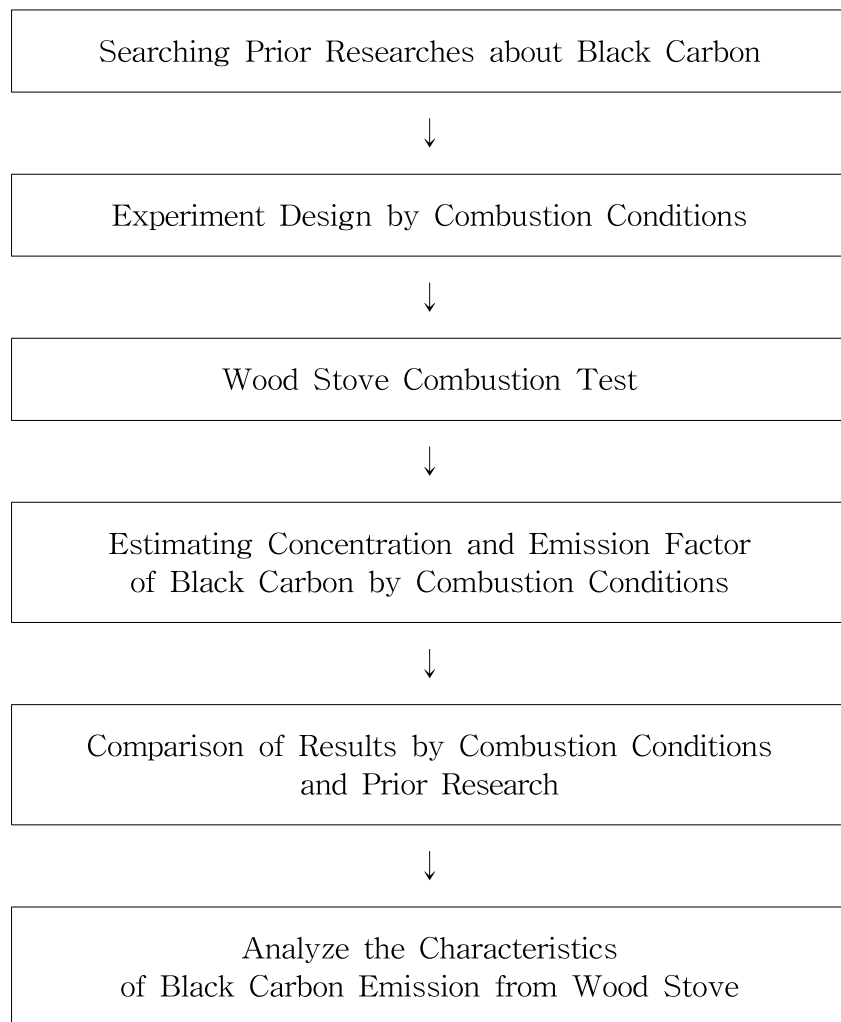 Searching Prior Researches about Black Carbon
↓
Experiment Design by Combustion Conditions
↓
Wood Stove Combustion Test
↓
Estimating Concentration and Emission Factor
of Black Carbon by Combustion Conditions
↓
Comparison of Results by Combustion Conditions
and Prior Research
↓
Analyze the Characteristics
of Black Carbon Emission from Wood Stove